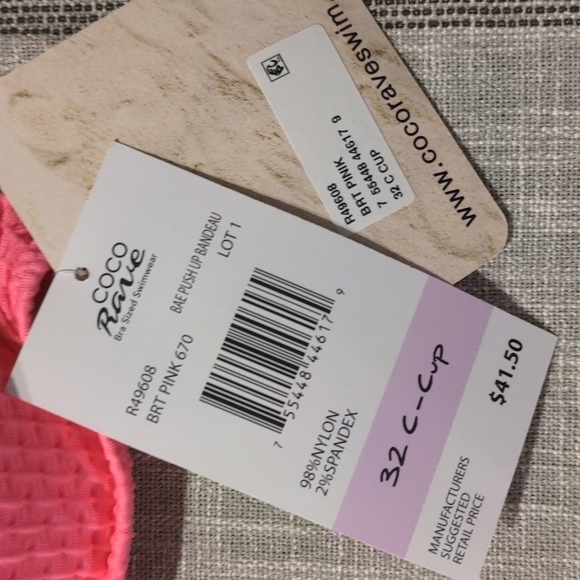 www.cocoraveswim.
R49608
BRT PINK
7 55448 44617 9
32 C CUP
COCO
Rave
Bra Sized Swimwear
BAE PUSH UP BANDEAU
LOT 1
R49608
BRT PINK 670
7 55448 44617 9
98%NYLON
2%SPANDEX
32 C-Cup
$41.50
MANUFACTURERS
SUGGESTED
RETAIL PRICE